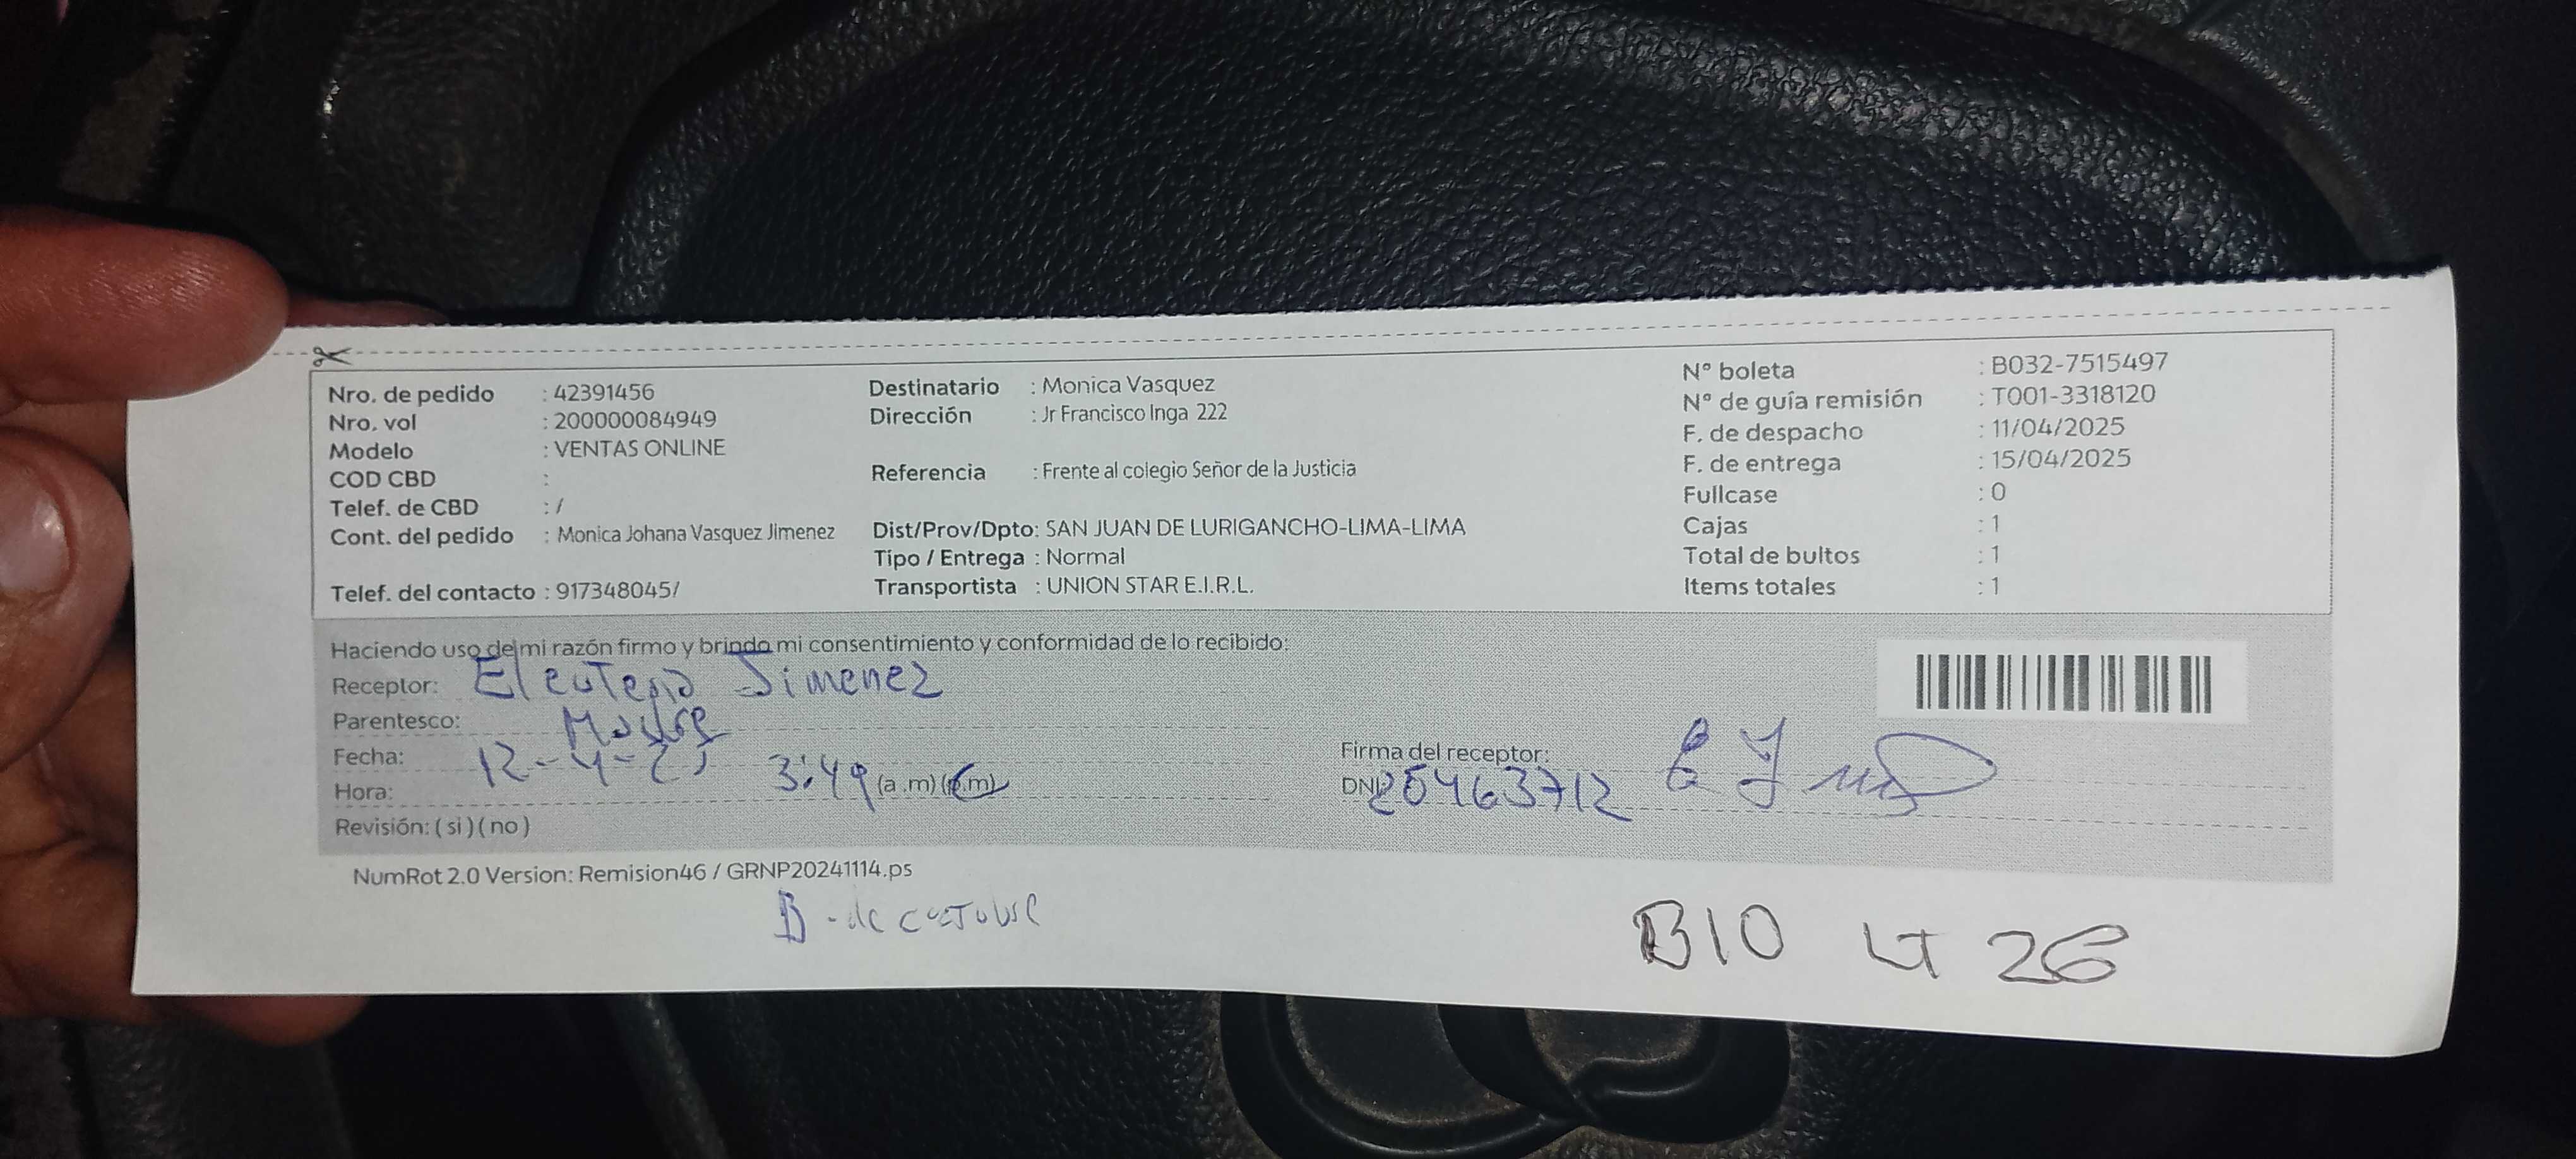 Nro. de pedido : 42391456
Nro. vol : 200000084949
Modelo : VENTAS ONLINE
COD CBD :
Telef. de CBD : /
Cont. del pedido : Monica Johana Vasquez Jimenez
Telef. del contacto : 917348045/
Destinatario : Monica Vasquez
Dirección : Jr Francisco Inga 222
Referencia : Frente al colegio Señor de la Justicia
Dist/Prov/Dpto: SAN JUAN DE LURIGANCHO-LIMA-LIMA
Tipo / Entrega : Normal
Transportista : UNION STAR E.I.R.L.
N° boleta : B032-7515497
N° de guía remisión : T001-3318120
F. de despacho : 11/04/2025
F. de entrega : 15/04/2025
Fullcase : 0
Cajas : 1
Total de bultos : 1
Items totales : 1
Haciendo uso de mi razón firmo y brindo mi consentimiento y conformidad de lo recibido:
Receptor: Jimenez
Parentesco: Madre
Fecha: 12-4-25
Hora: 3:49 (a.m) (p.m)
Revisión: ( si ) ( no )
Firma del receptor:
DNI: 25463712
NumRot 2.0 Version: Remision46 / GRNP20241114.ps
B - de
B10 LT 26